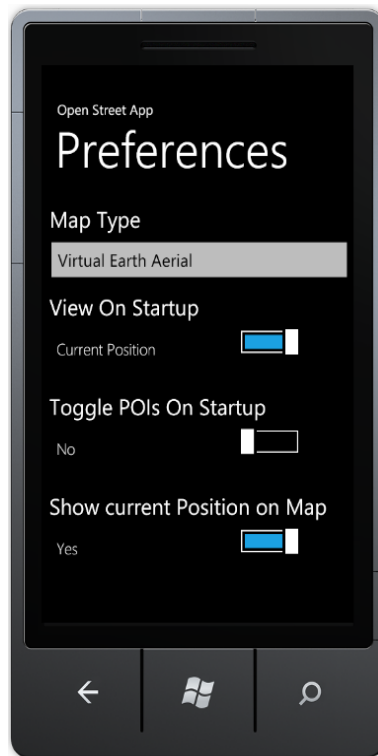 Open Street App
Preferences
Map Type
Virtual Earth Aerial
View On Startup
Current Position
Toggle POIs On Startup
No
Show current Position on Map
Yes